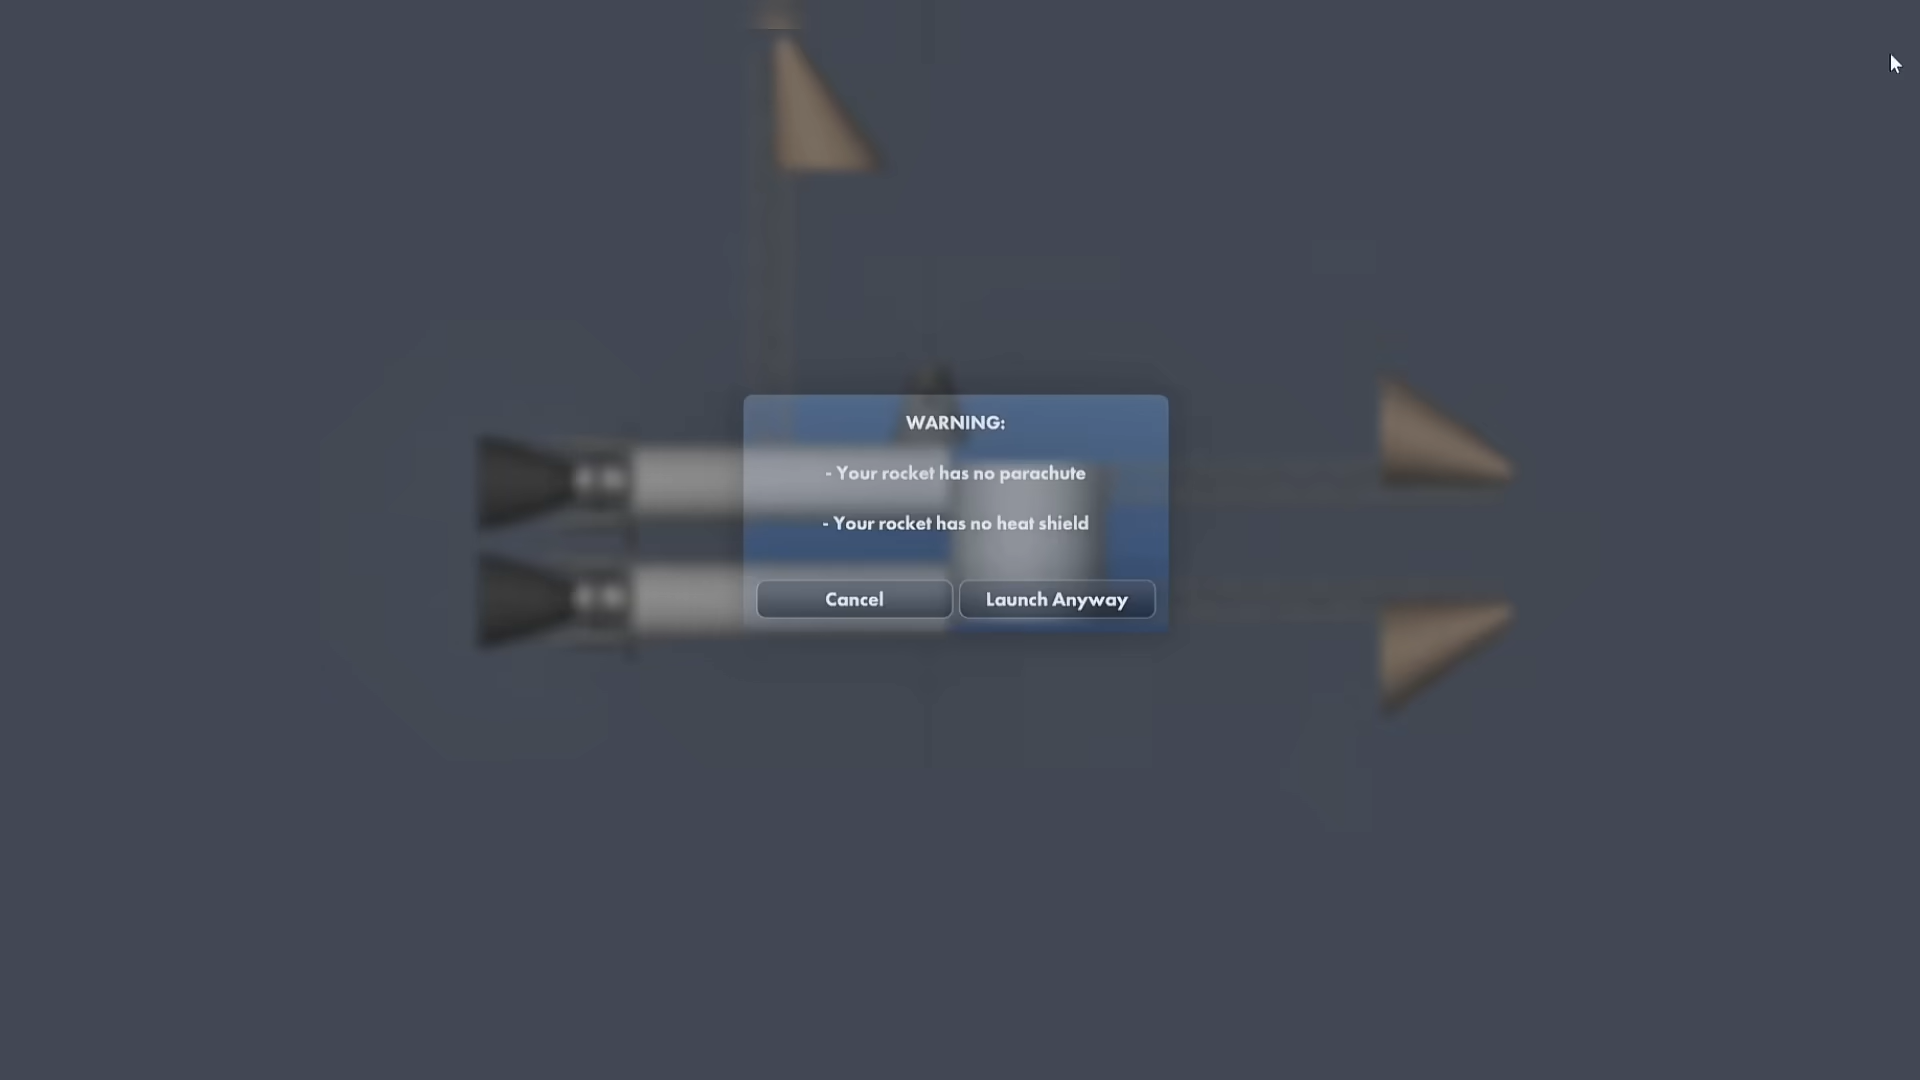 WARNING:
- Your rocket has no parachute
- Your rocket has no heat shield
Cancel
Launch Anyway